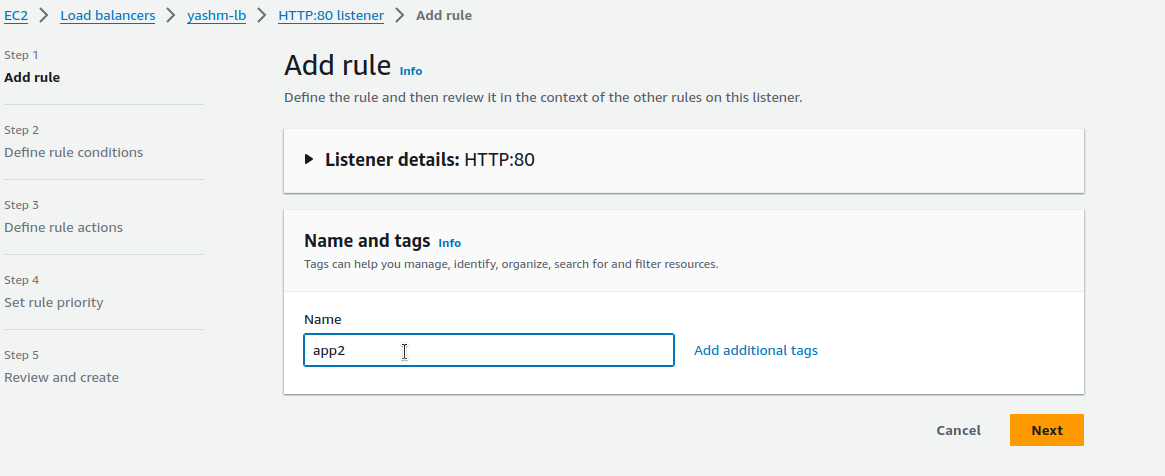 EC2 > Load balancers > yashm-lb > HTTP:80 listener > Add rule
Step 1
Add rule
Step 2
Define rule conditions
Step 3
Define rule actions
Step 4
Set rule priority
Step 5
Review and create
Add rule Info
Define the rule and then review it in the context of the other rules on this listener.
Listener details: HTTP:80
Name and tags Info
Tags can help you manage, identify, organize, search for and filter resources.
Name
app2
Add additional tags
Cancel
Next